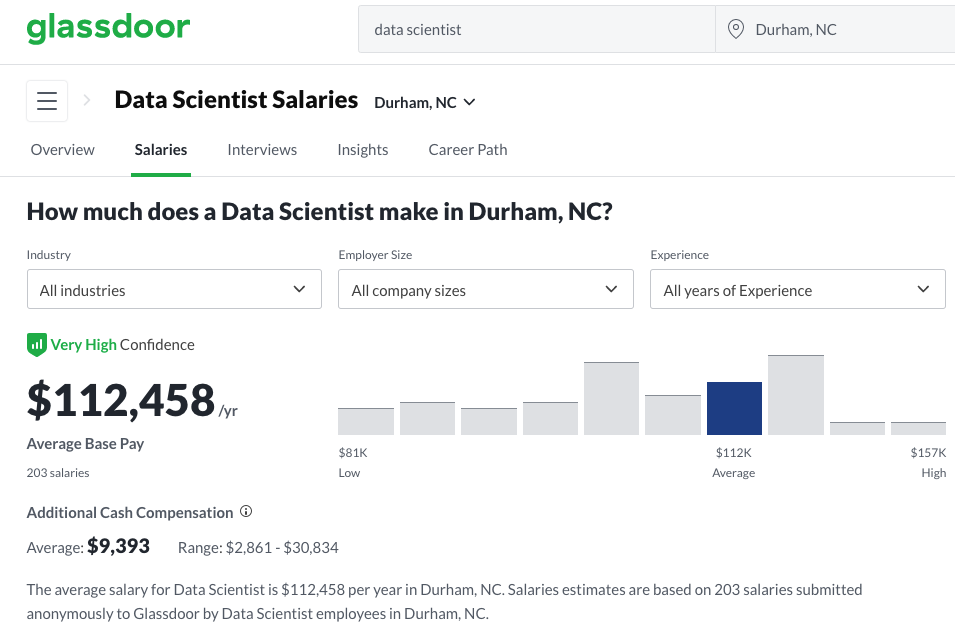 glassdoor
data scientist
Durham, NC
Data Scientist Salaries
Durham, NC
Overview
Salaries
Interviews
Insights
Career Path
How much does a Data Scientist make in Durham, NC?
Industry
Employer Size
Experience
All industries
All company sizes
All years of Experience
Very High Confidence
$112,458 /yr
Average Base Pay
203 salaries
$81K
Low
$112K
Average
$157K
High
Additional Cash Compensation
Average: $9,393
Range: $2,861 - $30,834
The average salary for Data Scientist is $112,458 per year in Durham, NC. Salaries estimates are based on 203 salaries submitted
anonymously to Glassdoor by Data Scientist employees in Durham, NC.